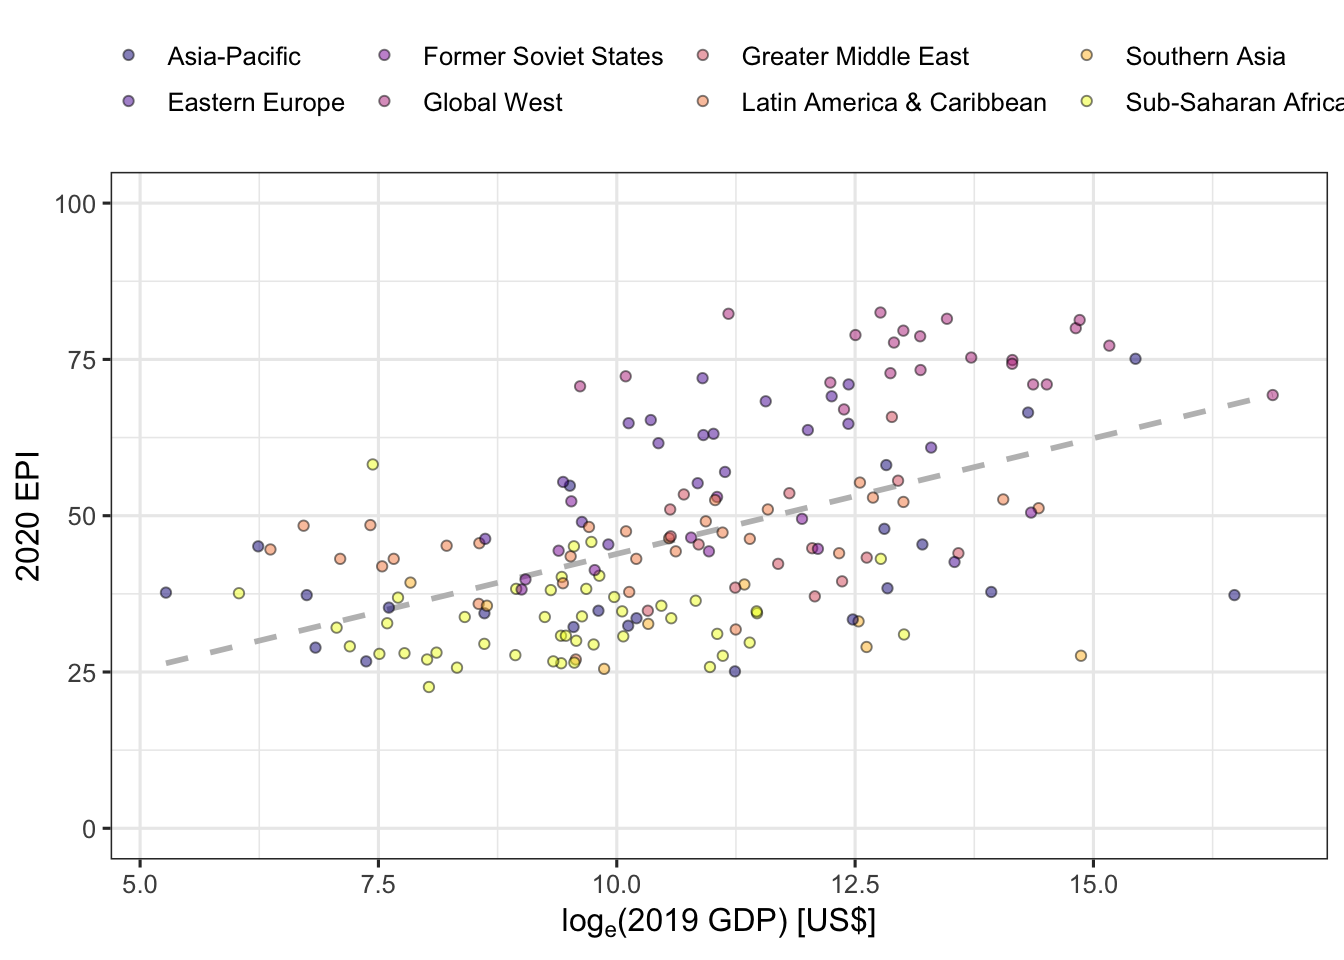 Asia-Pacific Former Soviet States Greater Middle East Southern Asia
Eastern Europe Global West Latin America & Caribbean Sub-Saharan Africa
100
75
50
25
0
2020 EPI
5.0 7.5 10.0 12.5 15.0
logₑ(2019 GDP) [US$]